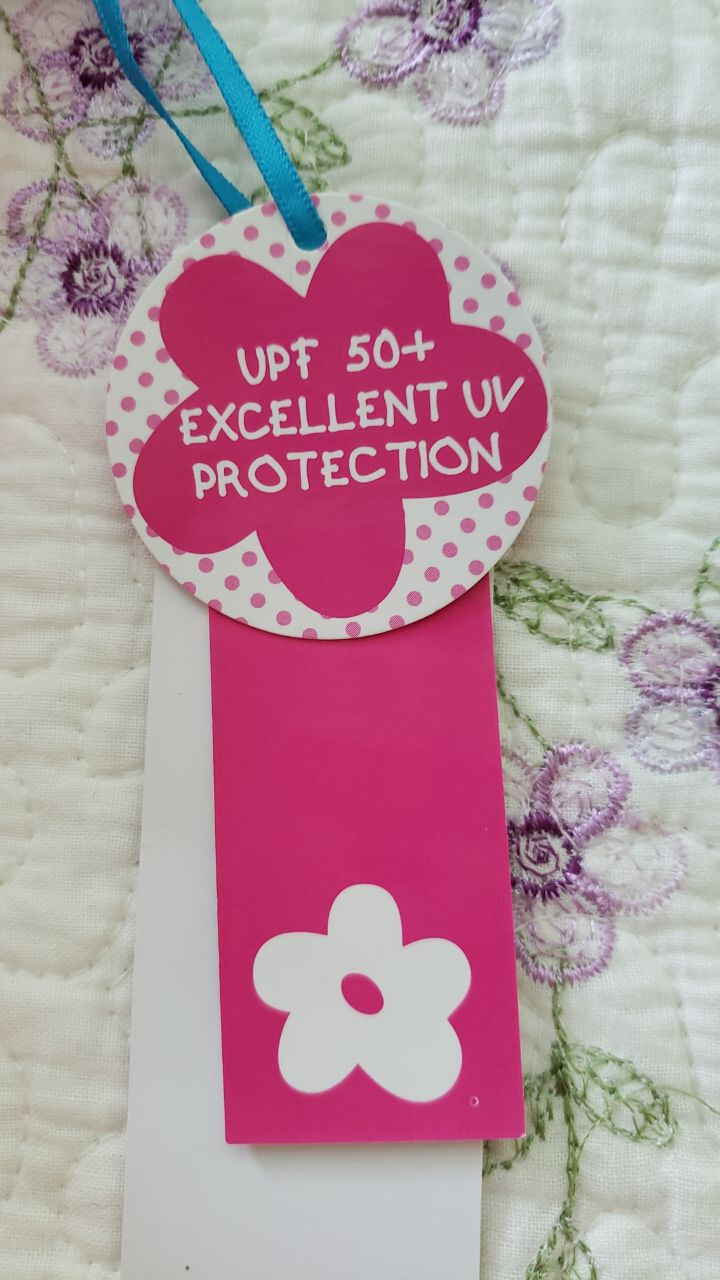 UPF 50+
EXCELLENT UV
PROTECTION